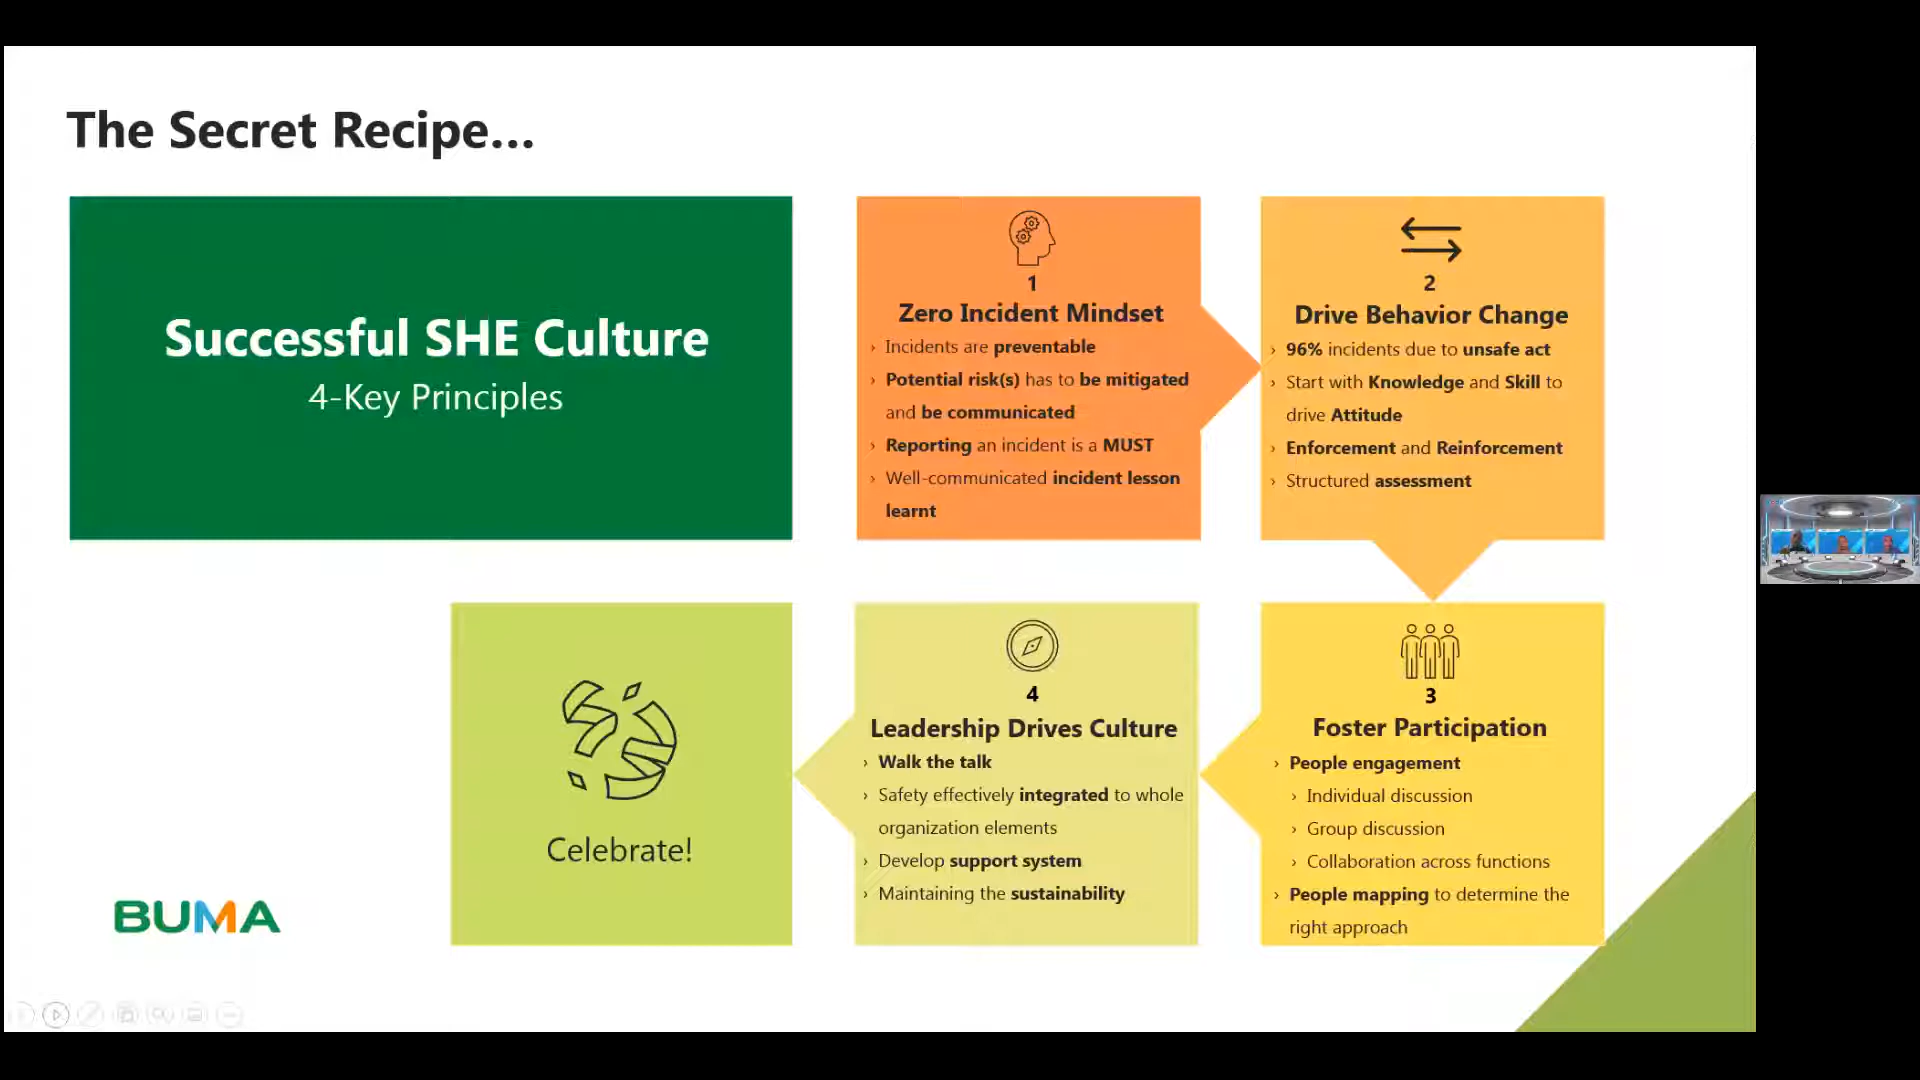 The Secret Recipe...
Successful SHE Culture
4-Key Principles
1
Zero Incident Mindset
› Incidents are preventable
› Potential risk(s) has to be mitigated
and be communicated
› Reporting an incident is a MUST
› Well-communicated incident lesson
learnt
2
Drive Behavior Change
› 96% incidents due to unsafe act
› Start with Knowledge and Skill to
drive Attitude
› Enforcement and Reinforcement
› Structured assessment
3
Foster Participation
› People engagement
› Individual discussion
› Group discussion
› Collaboration across functions
› People mapping to determine the
right approach
4
Leadership Drives Culture
› Walk the talk
› Safety effectively integrated to whole
organization elements
› Develop support system
› Maintaining the sustainability
Celebrate!
BUMA